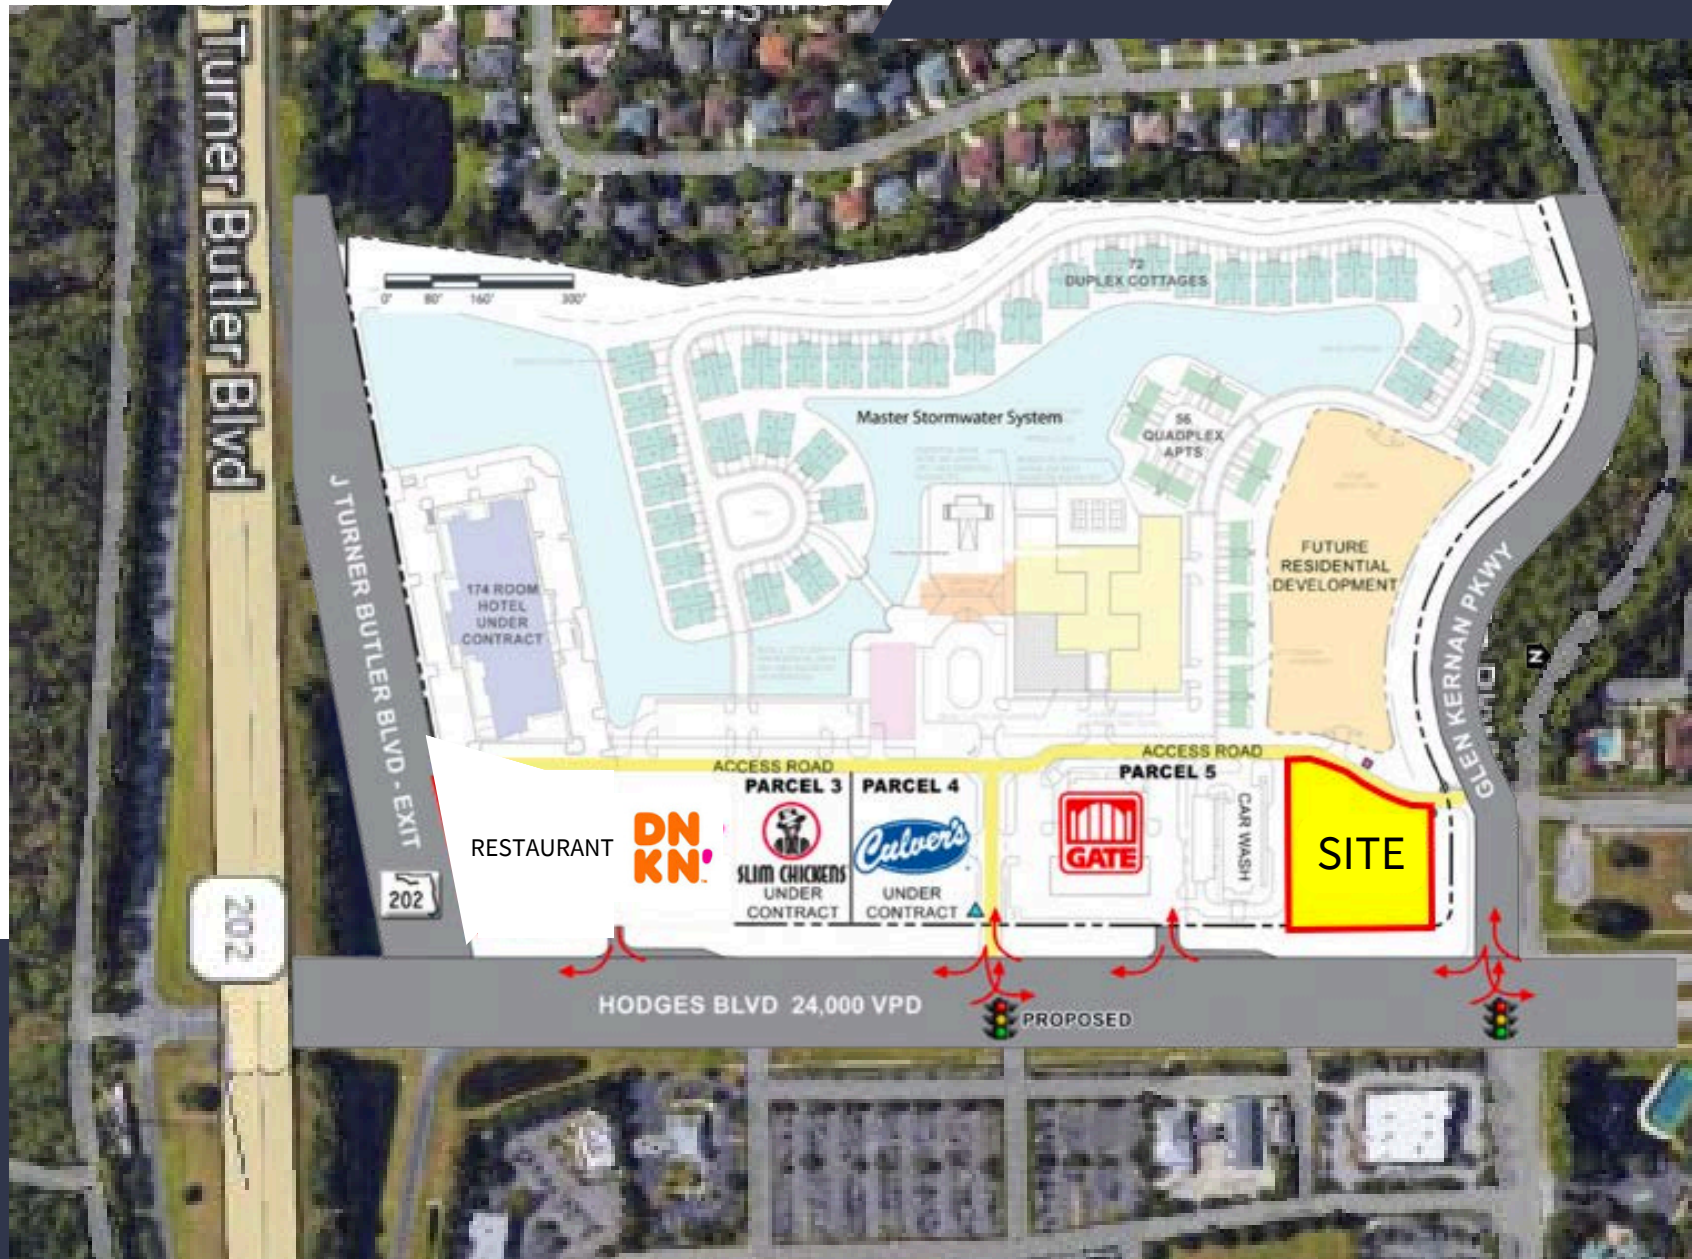 J Turner Butler Blvd
202
0' 80' 160' 300'
72
DUPLEX COTTAGES
Master Stormwater System
56
QUADPLEX
APTS
FUTURE
RESIDENTIAL
DEVELOPMENT
174 ROOM
HOTEL
UNDER
CONTRACT
J TURNER BUTLER BLVD - EXIT
GLEN KERNAN PKWY
N
ACCESS ROAD
ACCESS ROAD
PARCEL 3
PARCEL 4
PARCEL 5
RESTAURANT
DN
KN'
SLIM CHICKENS
UNDER
CONTRACT
Culver's
UNDER
CONTRACT
GATE
CAR WASH
SITE
202
HODGES BLVD 24,000 VPD
PROPOSED